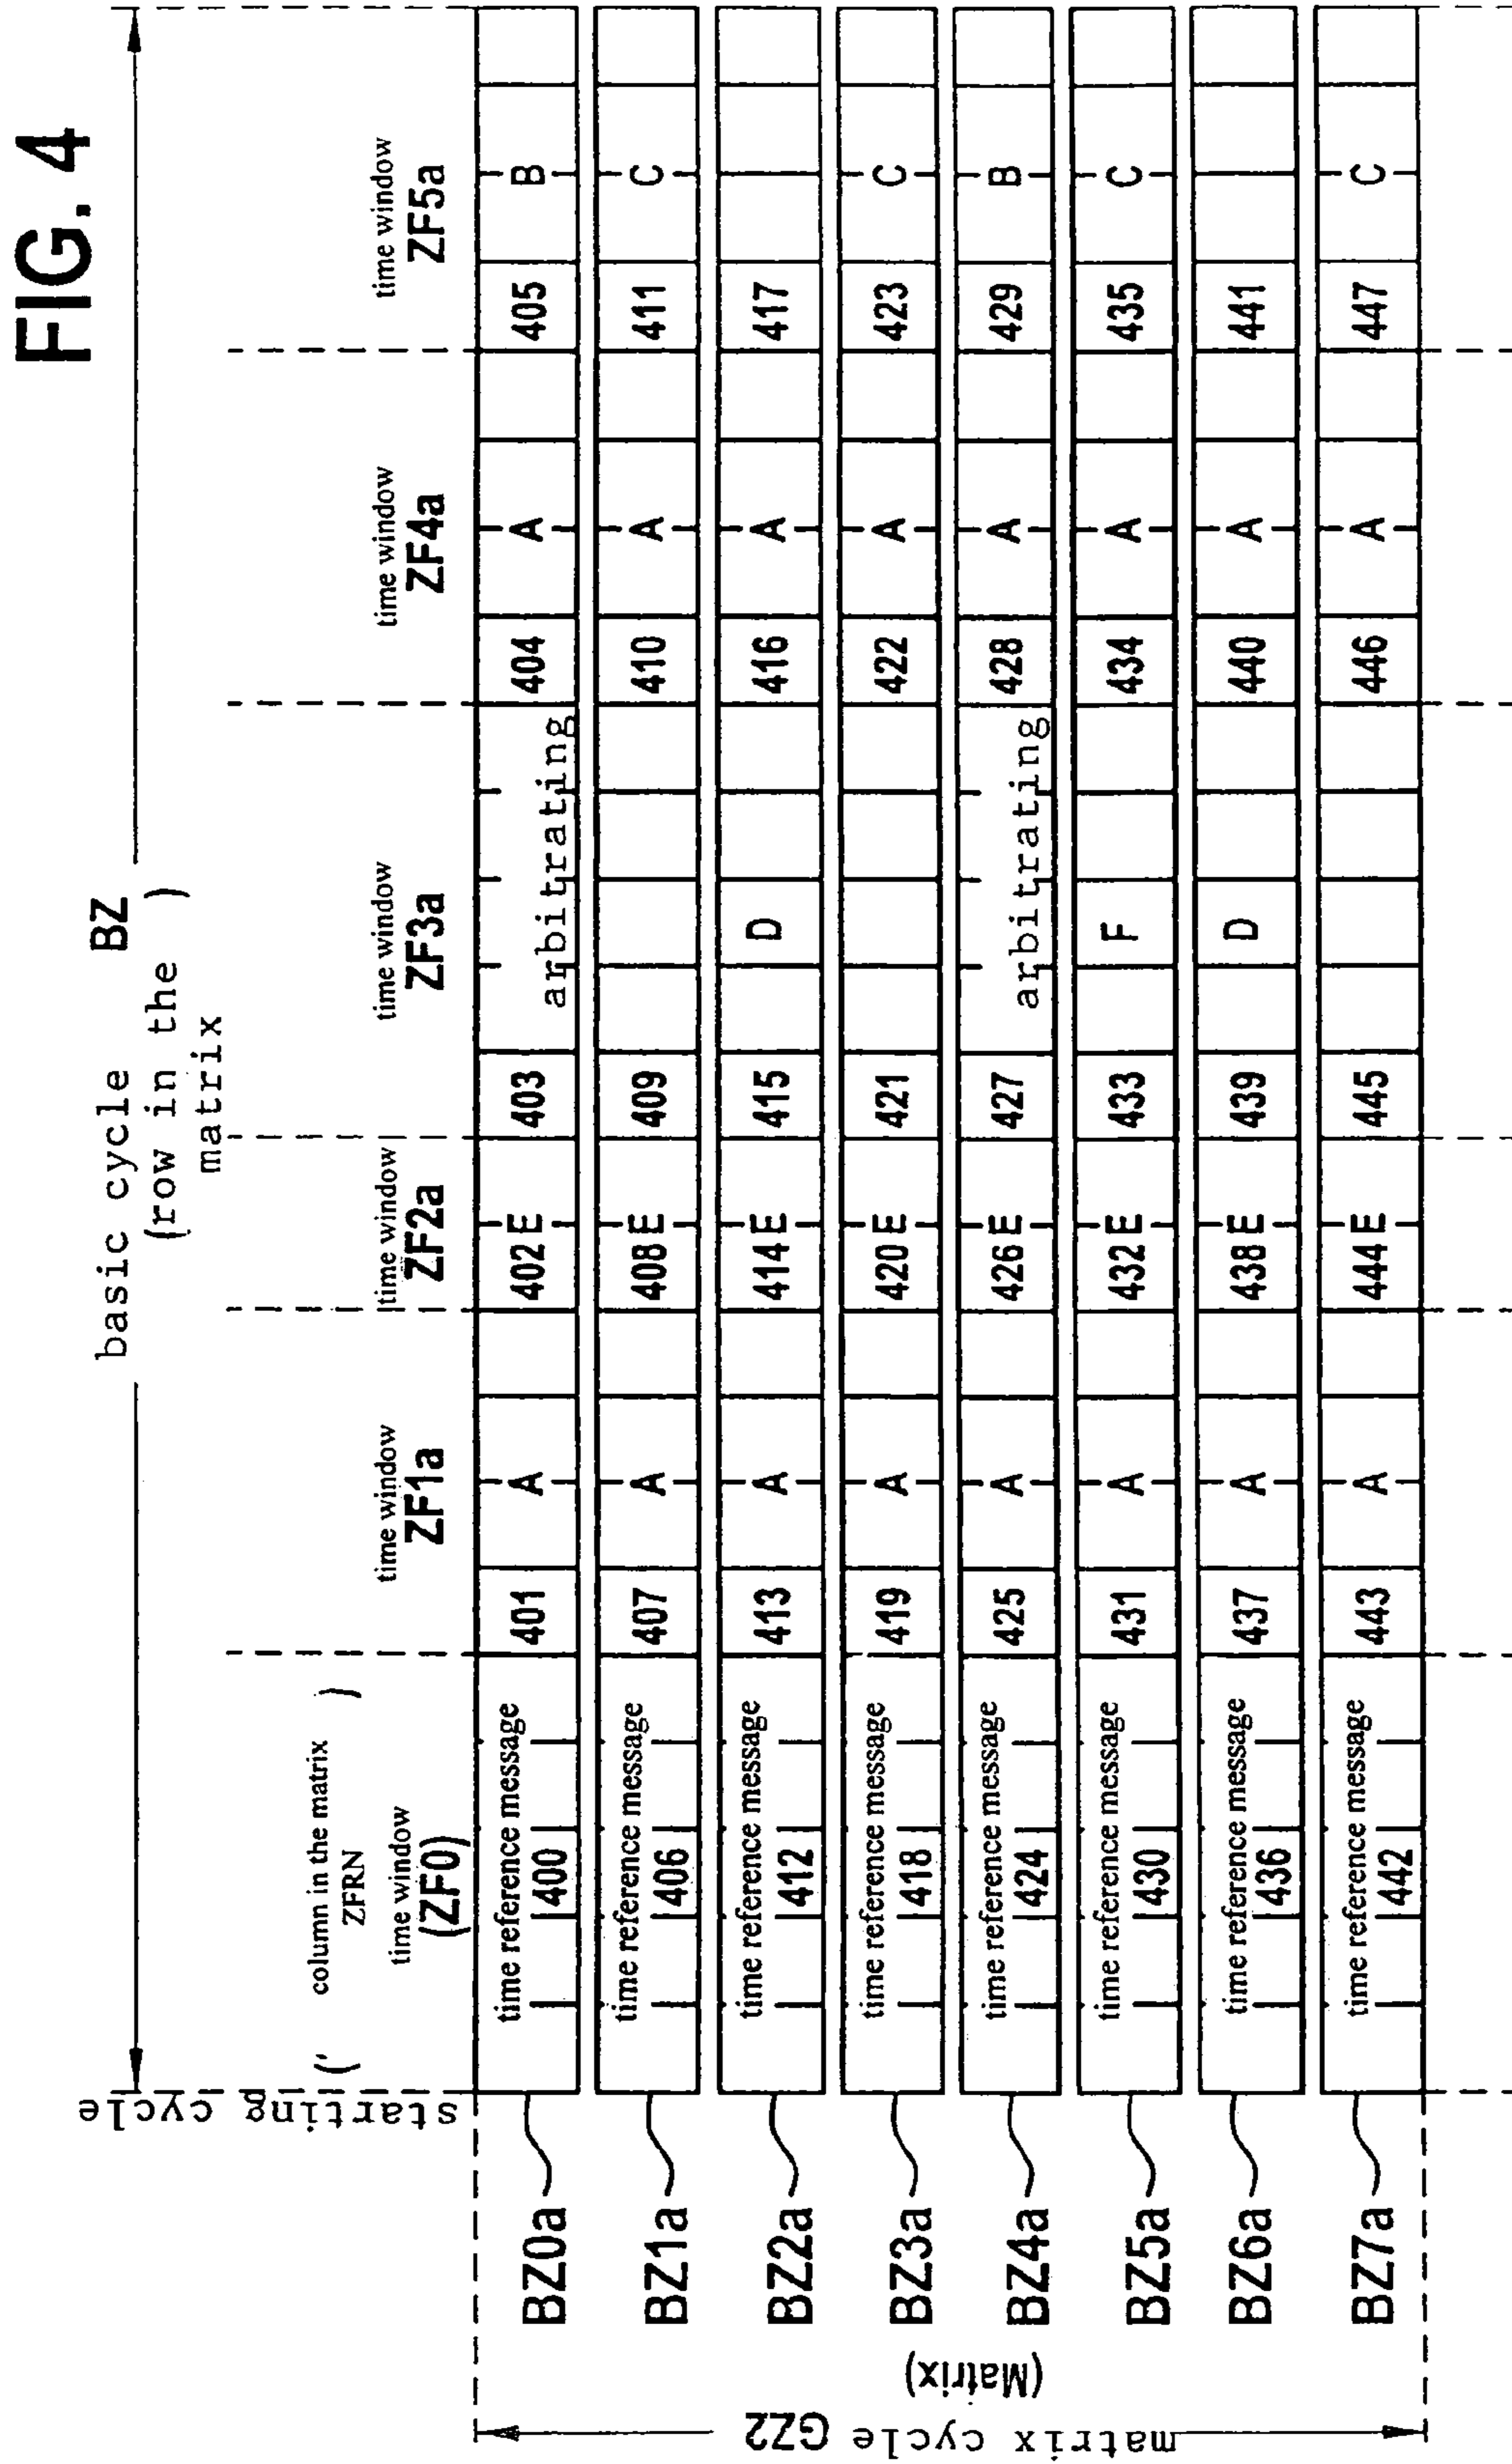 FIG. 4
basic cycle BZ
(row in the )
matrix
starting cycle
( column in the matrix )
ZFRN
time window
(ZF0)
time window
ZF1a
time window
ZF2a
time window
ZF3a
time window
ZF4a
time window
ZF5a
BZ0a
time reference message
400 401 A 402 E 403 arbitrating 404 A 405 B
BZ1a
time reference message
406 407 A 408 E 409 410 A 411 C
BZ2a
time reference message
412 413 A 414 E 415 D 416 A 417
BZ3a
time reference message
418 419 A 420 E 421 422 A 423 C
BZ4a
time reference message
424 425 A 426 E 427 arbitrating 428 A 429 B
BZ5a
time reference message
430 431 A 432 E 433 F 434 A 435 C
BZ6a
time reference message
436 437 A 438 E 439 D 440 A 441
BZ7a
time reference message
442 443 A 444 E 445 446 A 447 C
matrix cycle GZ2
(Matrix)